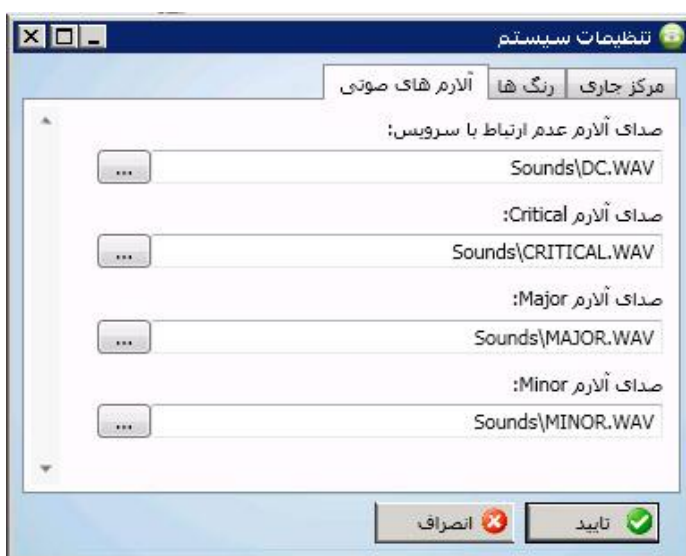 تنظیمات سیستم
مرکز جاری رنگ ها آلارم های صوتی
صدای آلارم عدم ارتباط با سرویس:
Sounds\DC.WAV
...
صدای آلارم Critical:
Sounds\CRITICAL.WAV
...
صدای آلارم Major:
Sounds\MAJOR.WAV
...
صدای آلارم Minor:
Sounds\MINOR.WAV
...
تایید انصراف